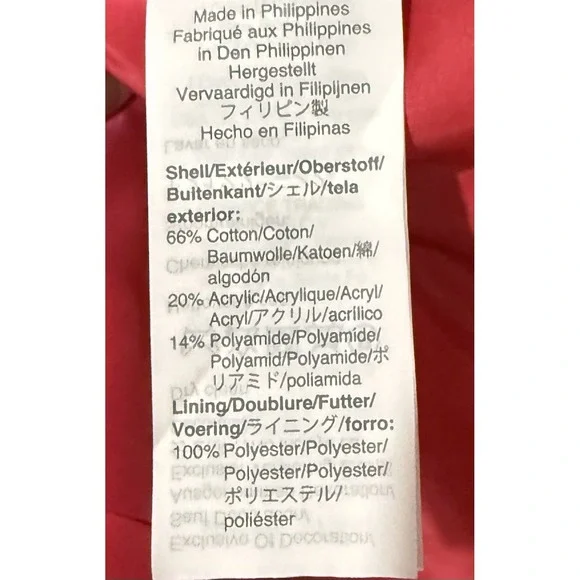 Made in Philippines
Fabriqué aux Philippines
in Den Philippinen
Hergestellt
Vervaardigd in Filipijnen
フィリピン製
Hecho en Filipinas
Shell/Extérieur/Oberstoff/
Buitenkant/シェル/tela
exterior:
66% Cotton/Coton/
Baumwolle/Katoen/綿/
algodón
20% Acrylic/Acrylique/Acryl/
Acryl/アクリル/acrílico
14% Polyamide/Polyamide/
Polyamid/Polyamide/ポ
リアミド/poliamida
Lining/Doublure/Futter/
Voering/ライニング/forro:
100% Polyester/Polyester/
Polyester/Polyester/
ポリエステル/
poliéster